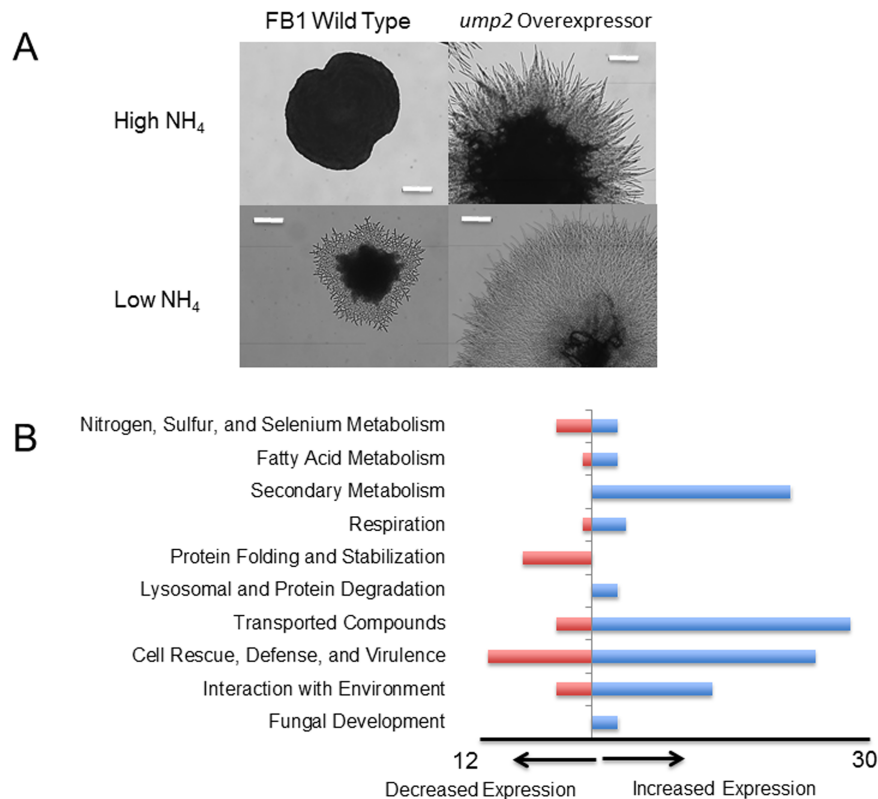 A
FB1 Wild Type
ump2 Overexpressor
High NH4
Low NH4
B
Nitrogen, Sulfur, and Selenium Metabolism
Fatty Acid Metabolism
Secondary Metabolism
Respiration
Protein Folding and Stabilization
Lysosomal and Protein Degradation
Transported Compounds
Cell Rescue, Defense, and Virulence
Interaction with Environment
Fungal Development
12
30
Decreased Expression
Increased Expression